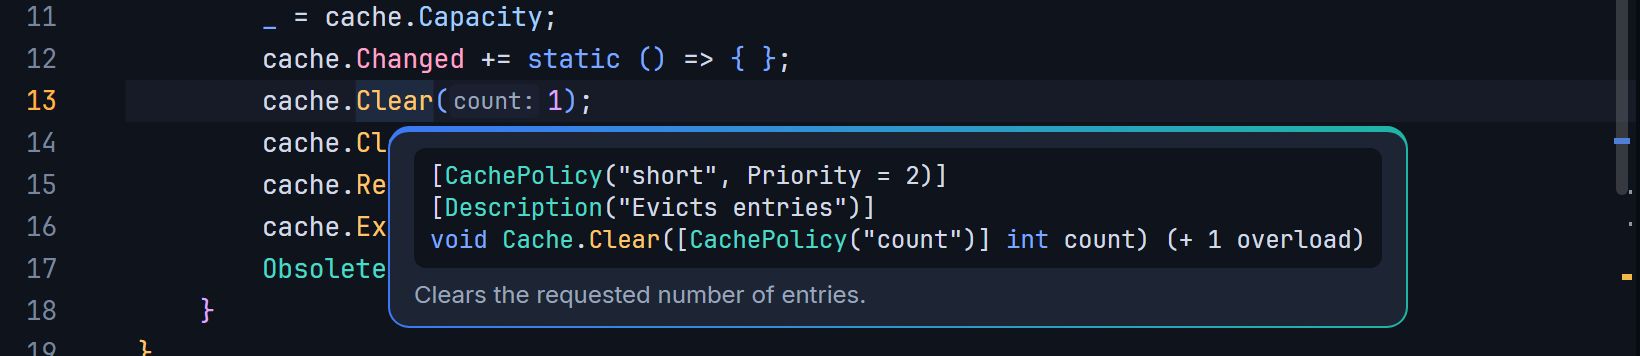 11 _ = cache.Capacity;
12 cache.Changed += static () => { };
13 cache.Clear(count: 1);
14 cache.Cl
[CachePolicy("short", Priority = 2)]
15 cache.Re
[Description("Evicts entries")]
16 cache.Ex
void Cache.Clear([CachePolicy("count")] int count) (+ 1 overload)
17 Obsolete
Clears the requested number of entries.
18 }
19 }